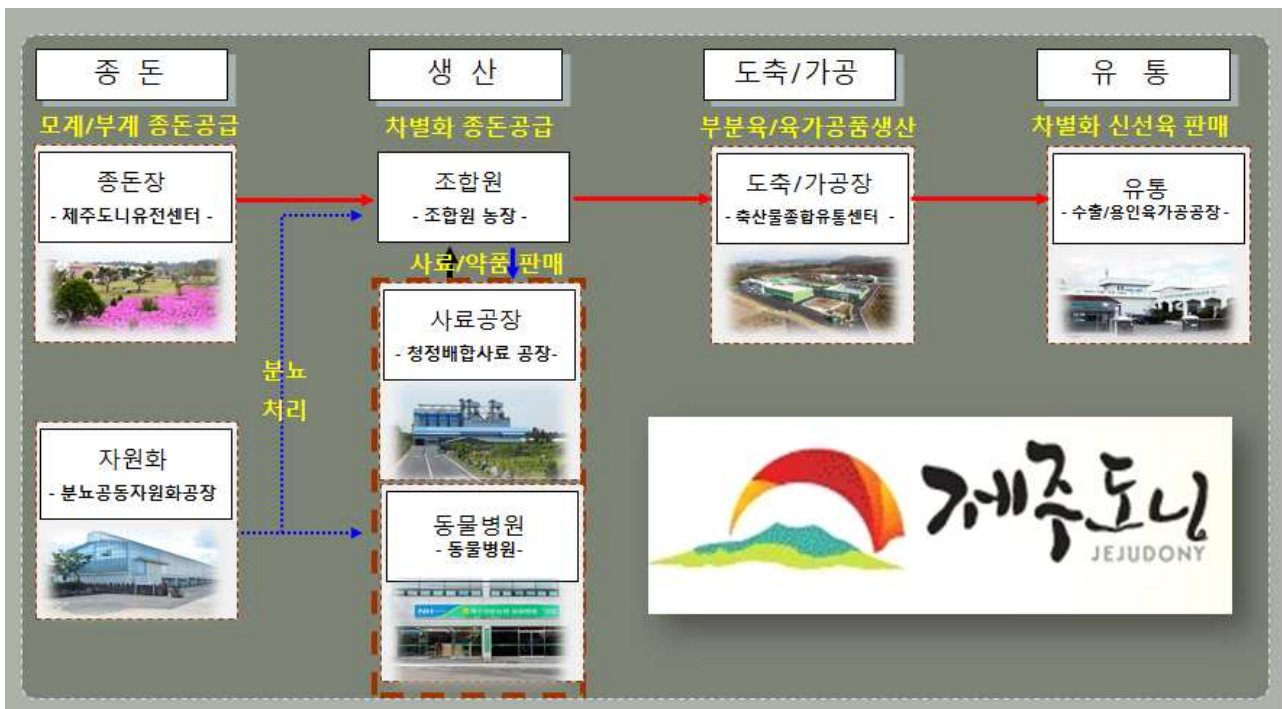 종 돈
생 산
도축/가공
유 통
모계/부계 종돈공급
차별화 종돈공급
부분육/육가공품생산
차별화 신선육 판매
종돈장
- 제주도니유전센터 -
조합원
- 조합원 농장 -
도축/가공장
- 축산물종합유통센터 -
유통
- 수출/용인육가공공장-
사료/약품 판매
사료공장
- 청정배합사료 공장-
분뇨
처리
자원화
- 분뇨공동자원화공장
동물병원
- 동물병원-
NH
제주도니
JEJUDONY